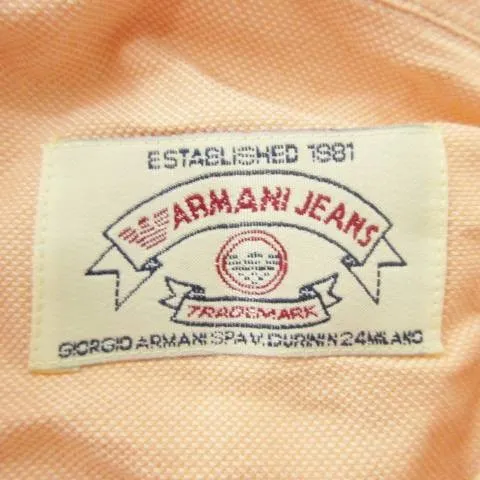 ESTABLISHED 1981
ARMANI JEANS
TRADEMARK
GIORGIO ARMANI SPA V. DURINI N 24 MILANO